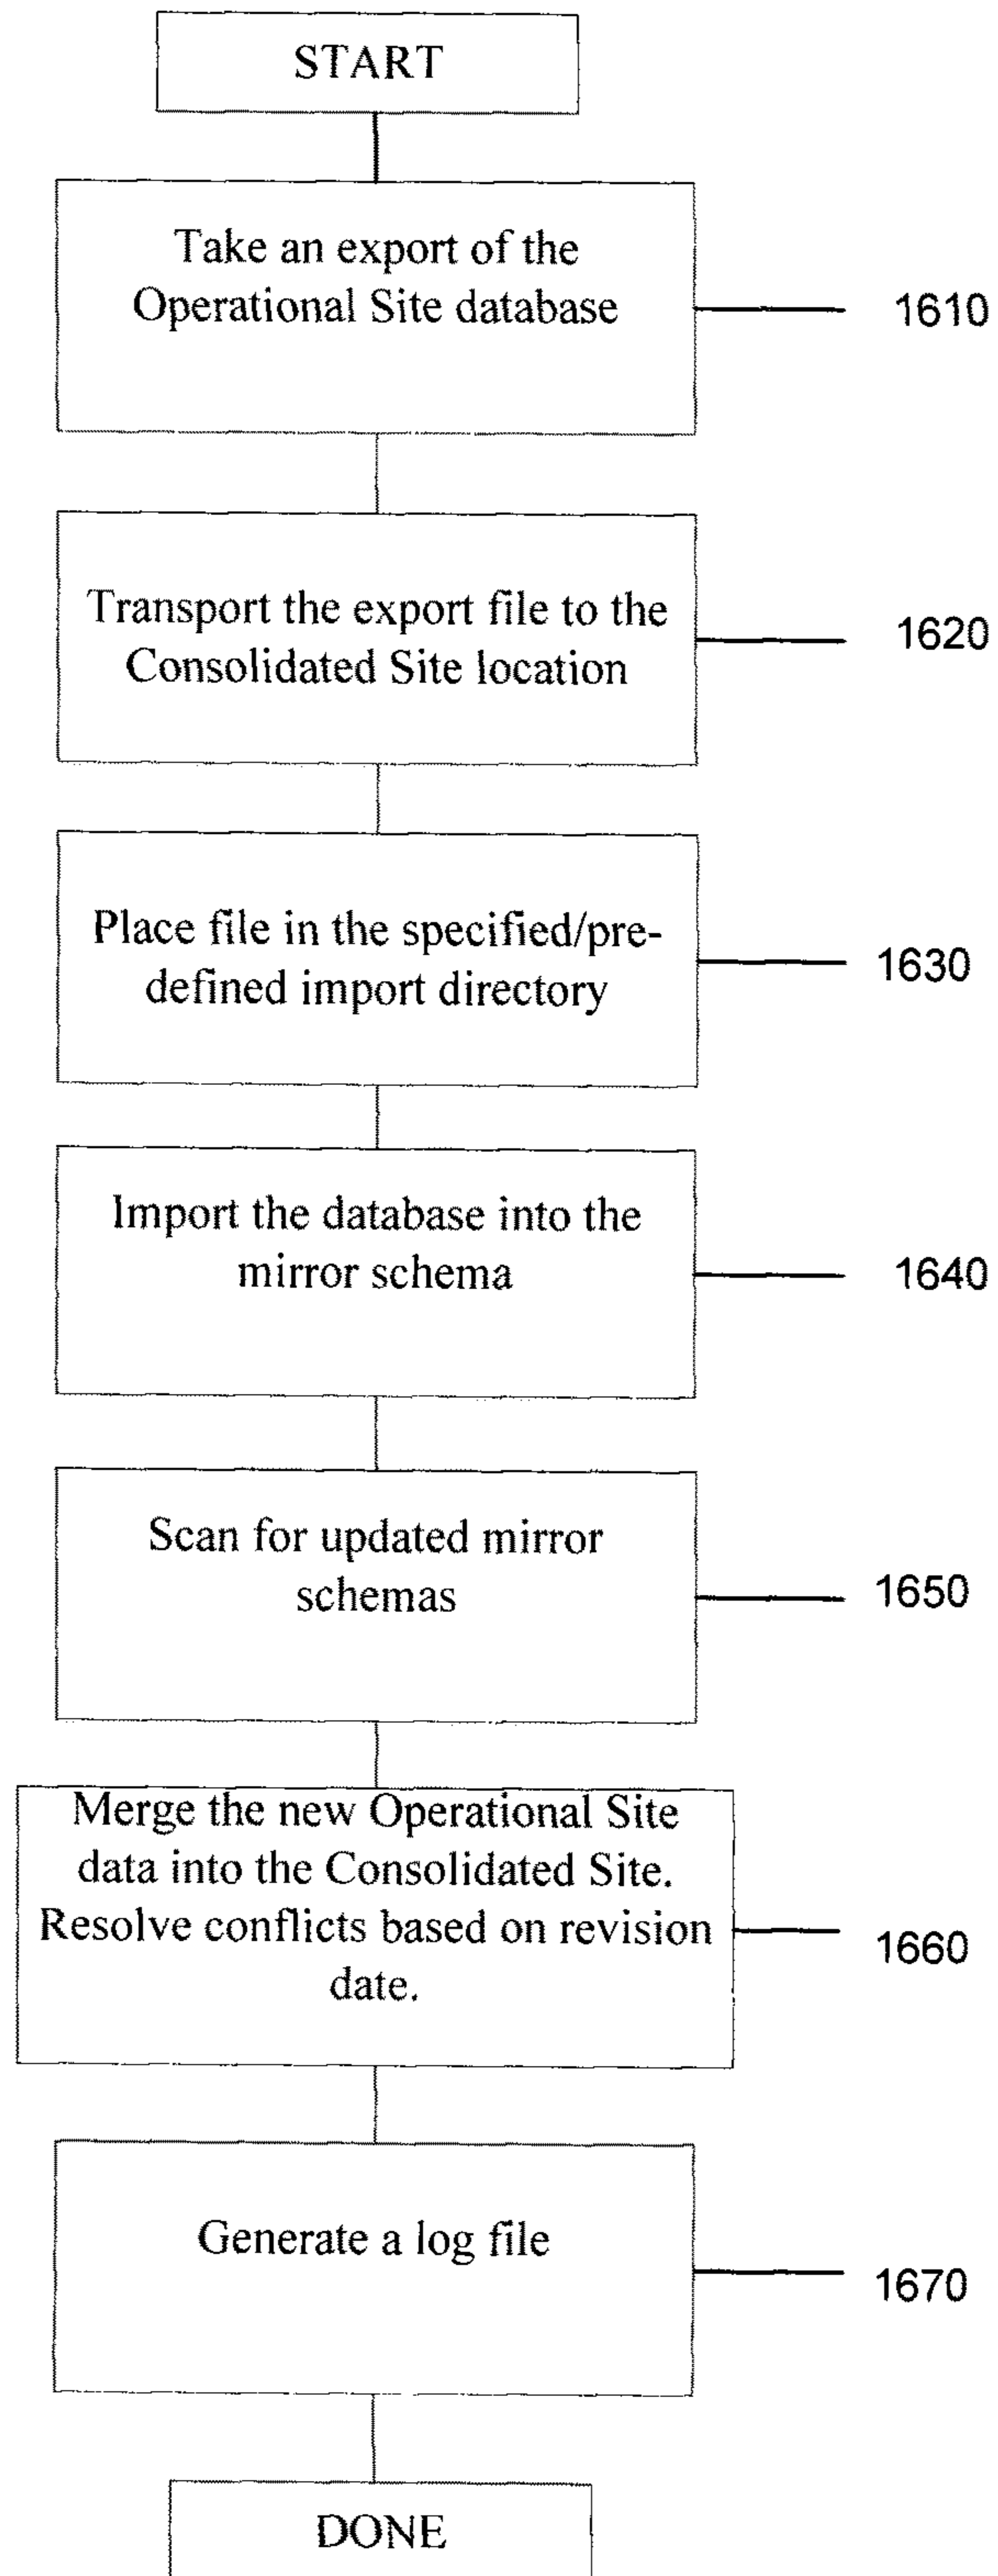 START
Take an export of the
Operational Site database
1610
Transport the export file to the
Consolidated Site location
1620
Place file in the specified/pre-
defined import directory
1630
Import the database into the
mirror schema
1640
Scan for updated mirror
schemas
1650
Merge the new Operational Site
data into the Consolidated Site.
Resolve conflicts based on revision
date.
1660
Generate a log file
1670
DONE